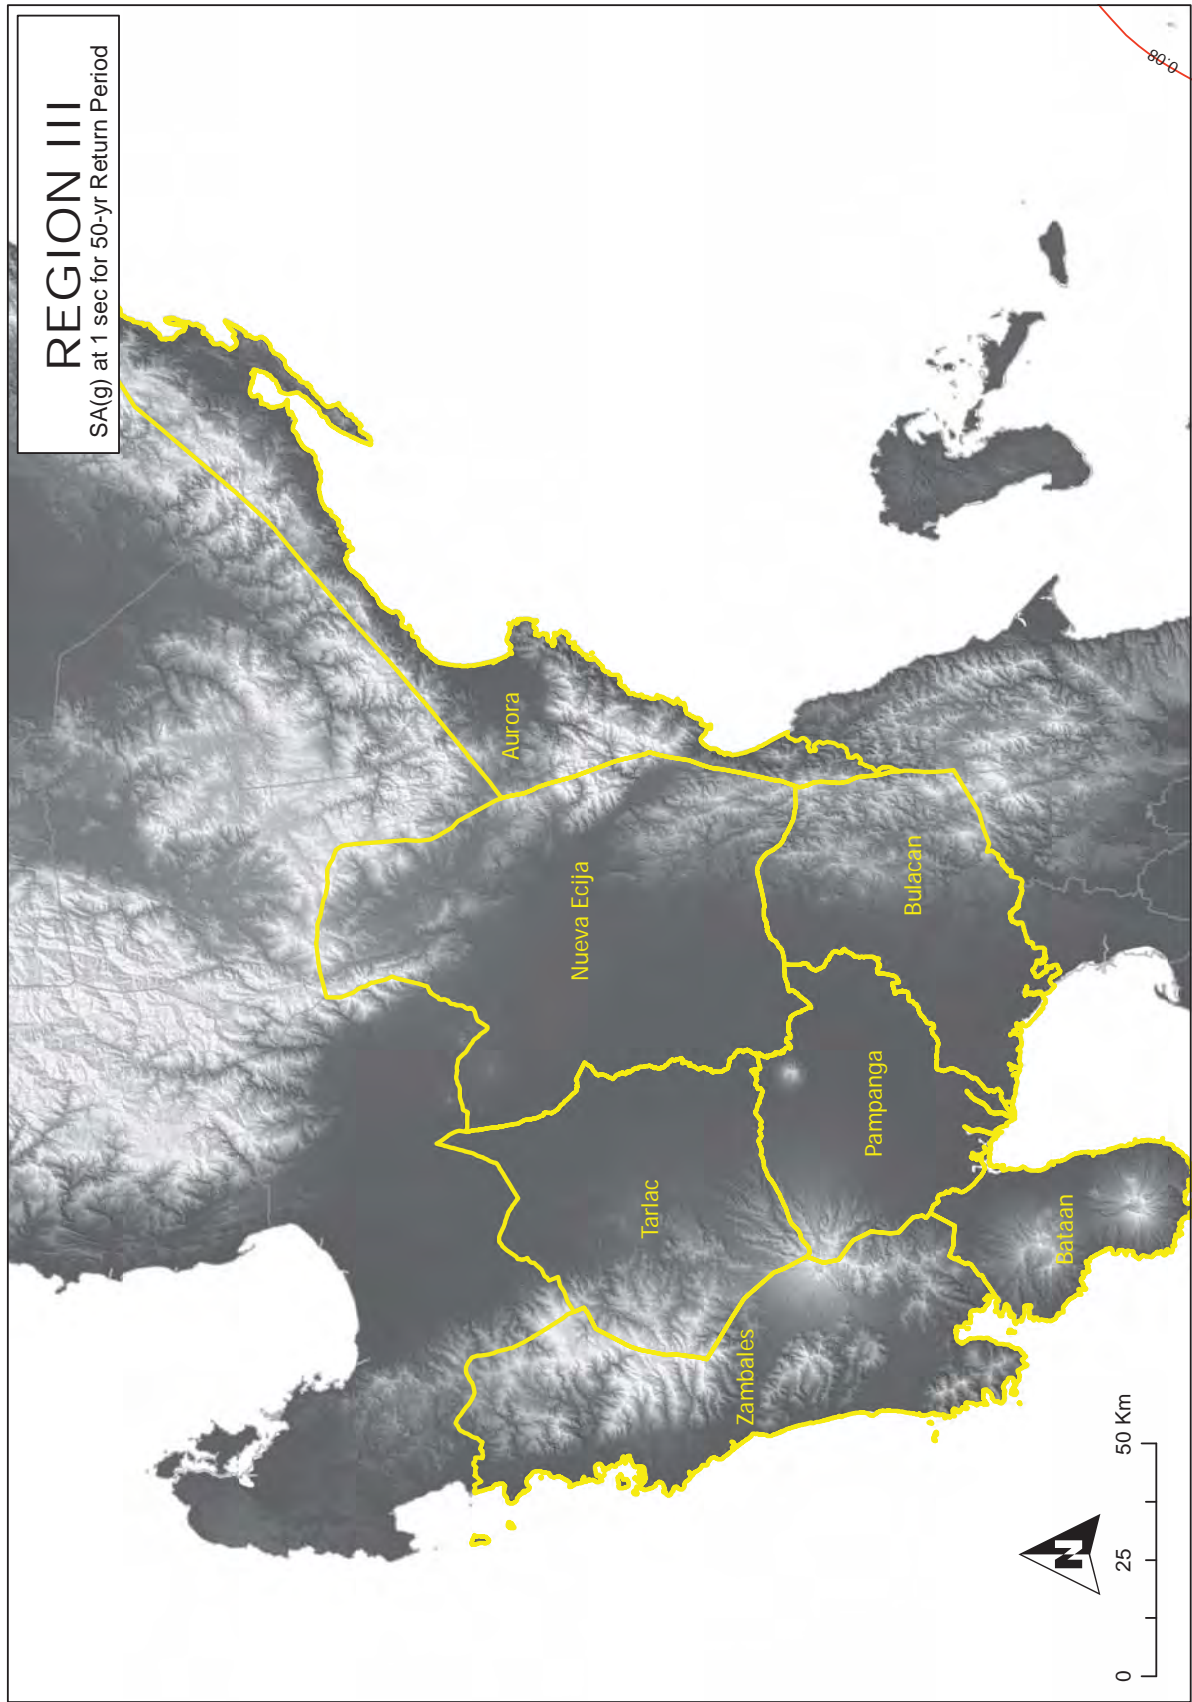 REGION III
SA(g) at 1 sec for 50-yr Return Period
0.08
Aurora
Nueva Ecija
Bulacan
Tarlac
Pampanga
Zambales
Bataan
N
0 25 50 Km